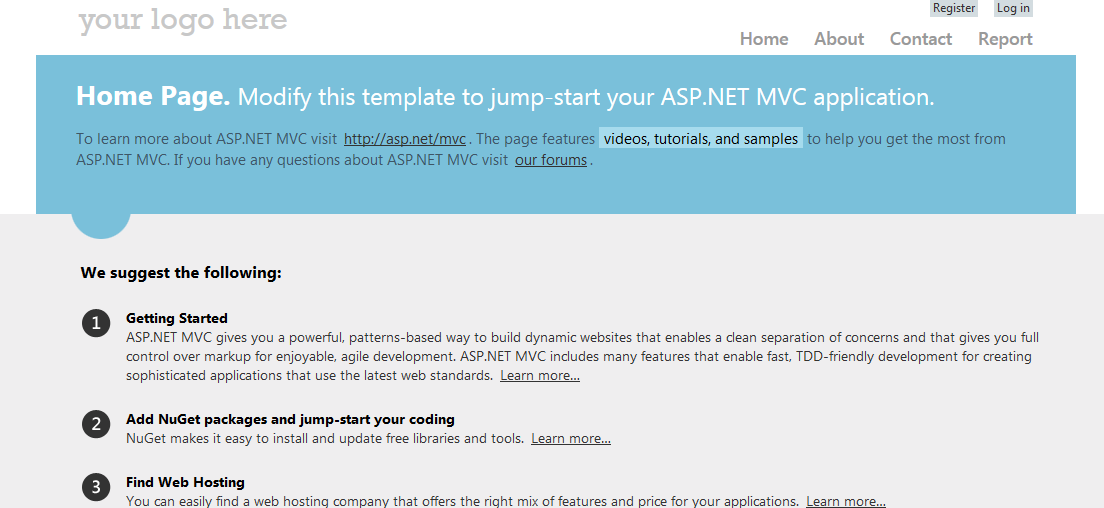 your logo here
Register Log in
Home About Contact Report
Home Page. Modify this template to jump-start your ASP.NET MVC application.
To learn more about ASP.NET MVC visit http://asp.net/mvc. The page features videos, tutorials, and samples to help you get the most from
ASP.NET MVC. If you have any questions about ASP.NET MVC visit our forums.
We suggest the following:
1 Getting Started
ASP.NET MVC gives you a powerful, patterns-based way to build dynamic websites that enables a clean separation of concerns and that gives you full
control over markup for enjoyable, agile development. ASP.NET MVC includes many features that enable fast, TDD-friendly development for creating
sophisticated applications that use the latest web standards. Learn more...
2 Add NuGet packages and jump-start your coding
NuGet makes it easy to install and update free libraries and tools. Learn more...
3 Find Web Hosting
You can easily find a web hosting company that offers the right mix of features and price for your applications. Learn more...